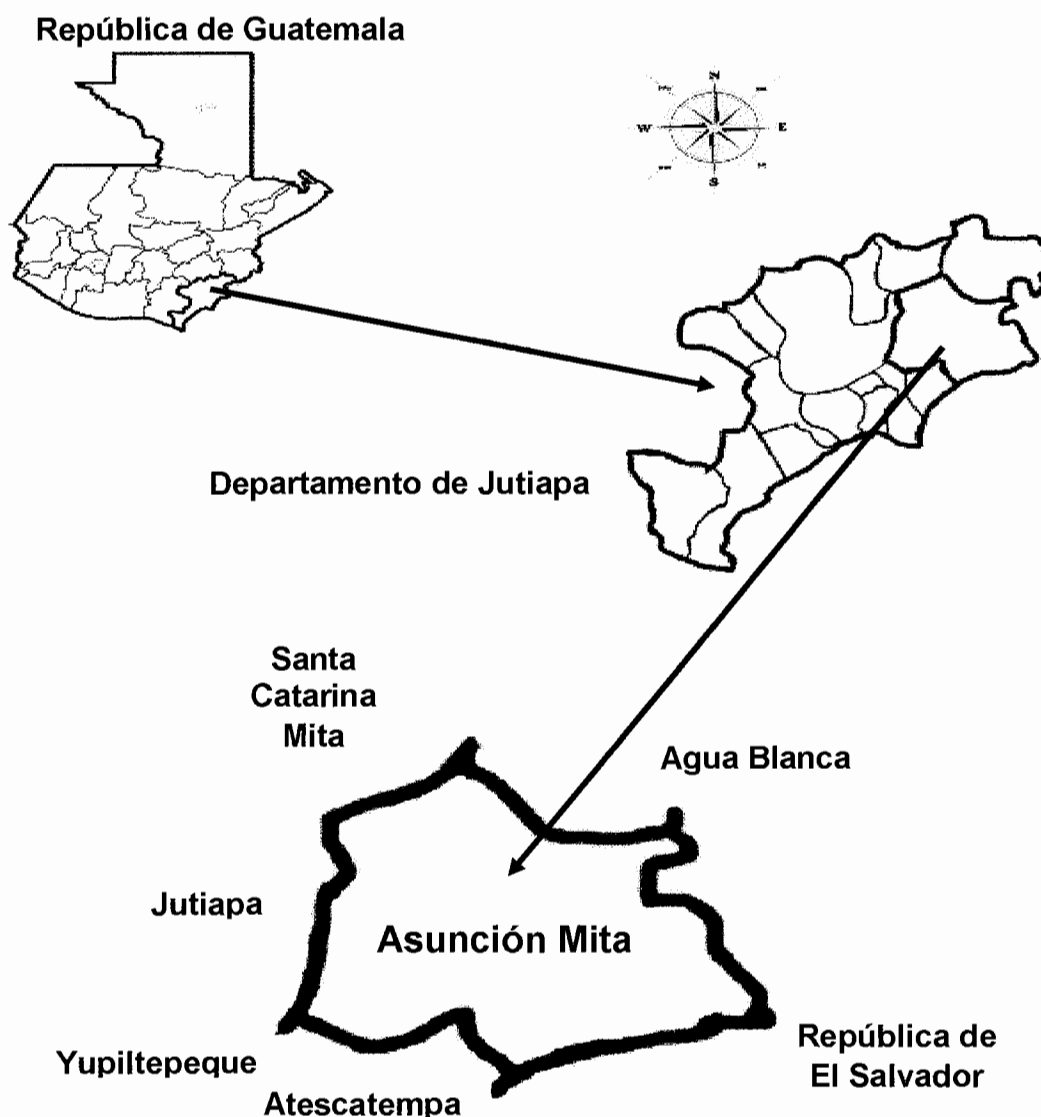 República de Guatemala
N
W
E
S
Departamento de Jutiapa
Santa
Catarina
Mita
Agua Blanca
Jutiapa
Asunción Mita
Yupiltepeque
Atescatempa
República de
El Salvador